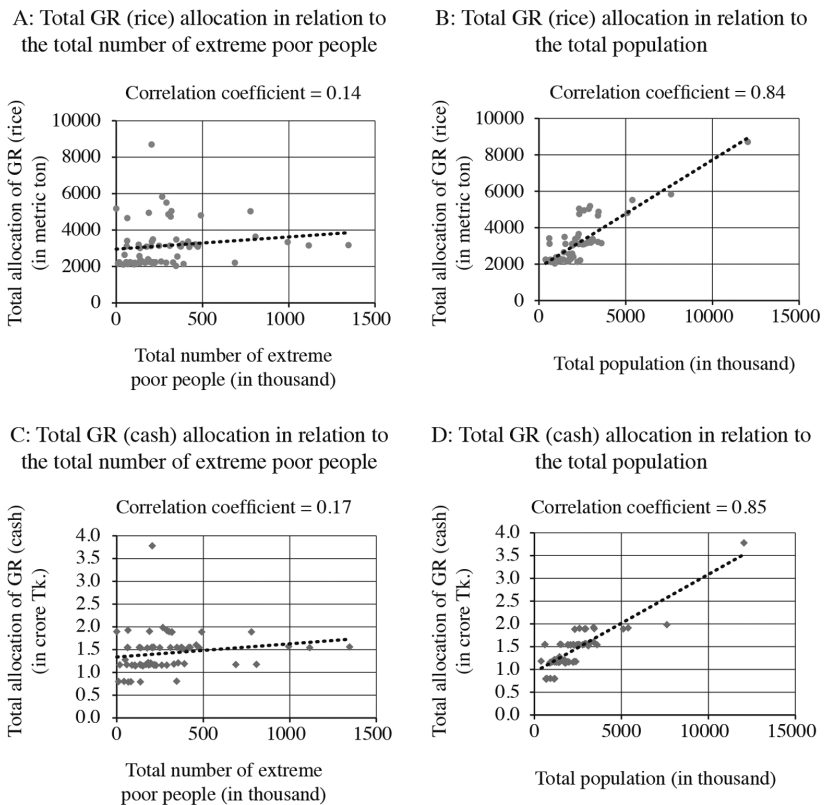 A: Total GR (rice) allocation in relation to
the total number of extreme poor people
Correlation coefficient = 0.14
Total allocation of GR (rice)
(in metric ton)
10000
8000
6000
4000
2000
0
0
500
1000
1500
Total number of extreme
poor people (in thousand)
B: Total GR (rice) allocation in relation to
the total population
Correlation coefficient = 0.84
Total allocation of GR (rice)
(in metric ton)
10000
8000
6000
4000
2000
0
0
5000
10000
15000
Total population (in thousand)
C: Total GR (cash) allocation in relation to
the total number of extreme poor people
Correlation coefficient = 0.17
Total allocation of GR (cash)
(in crore Tk.)
4.0
3.5
3.0
2.5
2.0
1.5
1.0
0.5
0.0
0
500
1000
1500
Total number of extreme
poor people (in thousand)
D: Total GR (cash) allocation in relation to
the total population
Correlation coefficient = 0.85
Total allocation of GR (cash)
(in crore Tk.)
4.0
3.5
3.0
2.5
2.0
1.5
1.0
0.5
0.0
0
5000
10000
15000
Total population (in thousand)